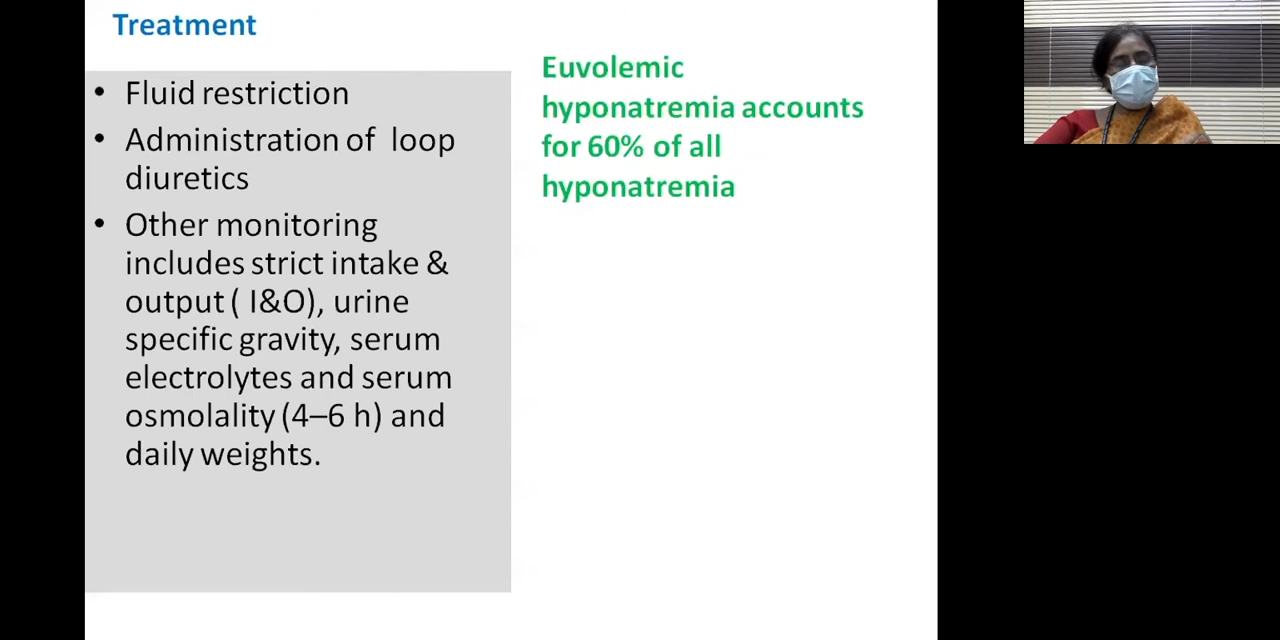 Treatment
• Fluid restriction
• Administration of loop
diuretics
• Other monitoring
includes strict intake &
output ( I&O), urine
specific gravity, serum
electrolytes and serum
osmolality (4–6 h) and
daily weights.
Euvolemic
hyponatremia accounts
for 60% of all
hyponatremia